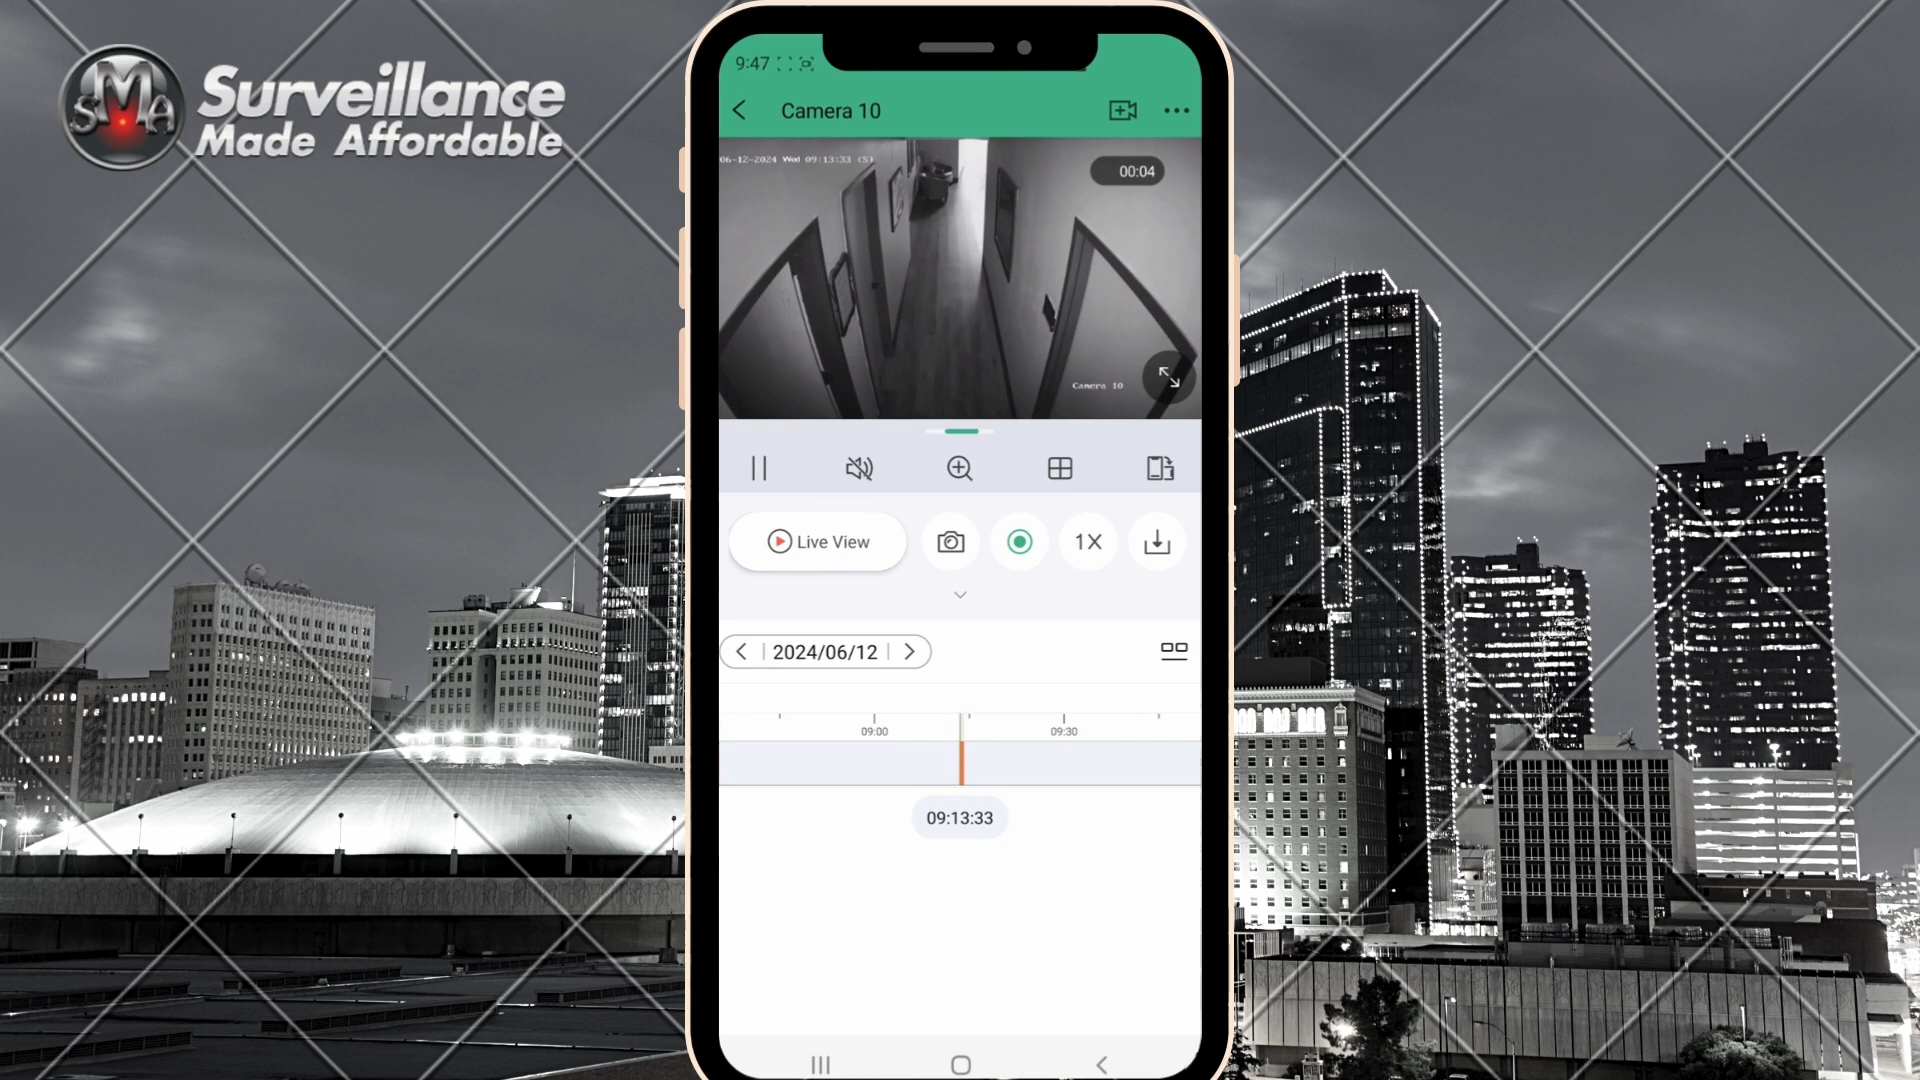 SMA
Surveillance
Made Affordable
9:47
Camera 10
06-12-2024 Wed 09:13:33 (S)
00:04
Camera 10
Live View
1X
2024/06/12
09:00
09:30
09:13:33